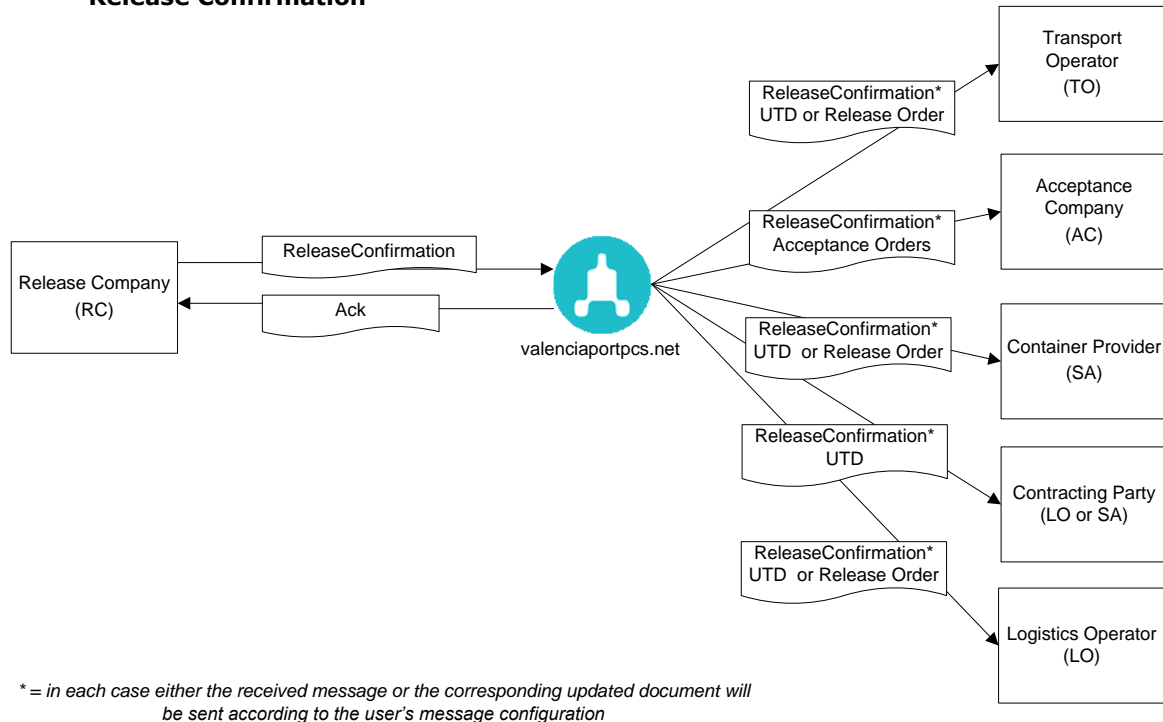 Release Confirmation
Transport
Operator
(TO)
ReleaseConfirmation*
UTD or Release Order
Acceptance
Company
(AC)
ReleaseConfirmation*
Acceptance Orders
ReleaseConfirmation
Release Company
(RC)
Ack
valenciaportpcs.net
ReleaseConfirmation*
UTD  or Release Order
Container Provider
(SA)
ReleaseConfirmation*
UTD
Contracting Party
(LO or SA)
ReleaseConfirmation*
UTD  or Release Order
Logistics Operator
(LO)
* = in each case either the received message or the corresponding updated document will
be sent according to the user's message configuration